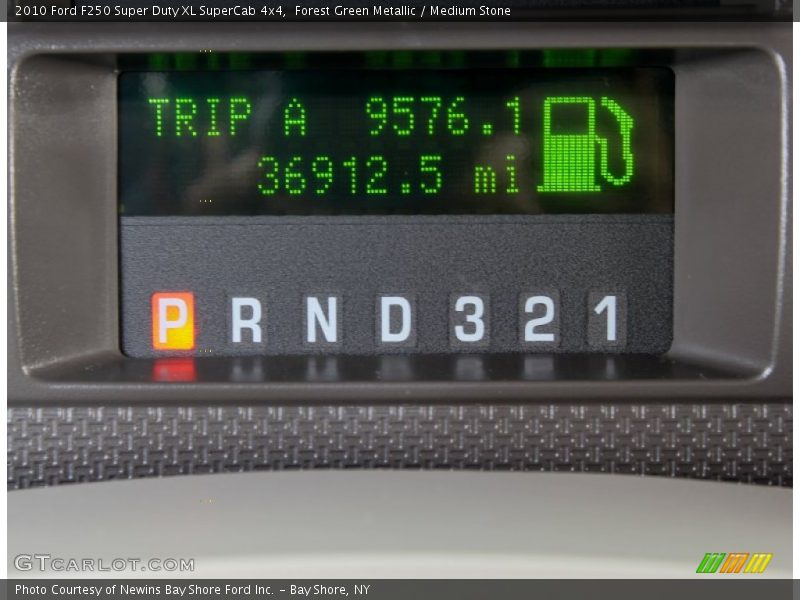 2010 Ford F250 Super Duty XL SuperCab 4x4,  Forest Green Metallic / Medium Stone
TRIP A 9576.1
36912.5 mi
P R N D 3 2 1
GTCARLOT.COM
Photo Courtesy of Newins Bay Shore Ford Inc. - Bay Shore, NY